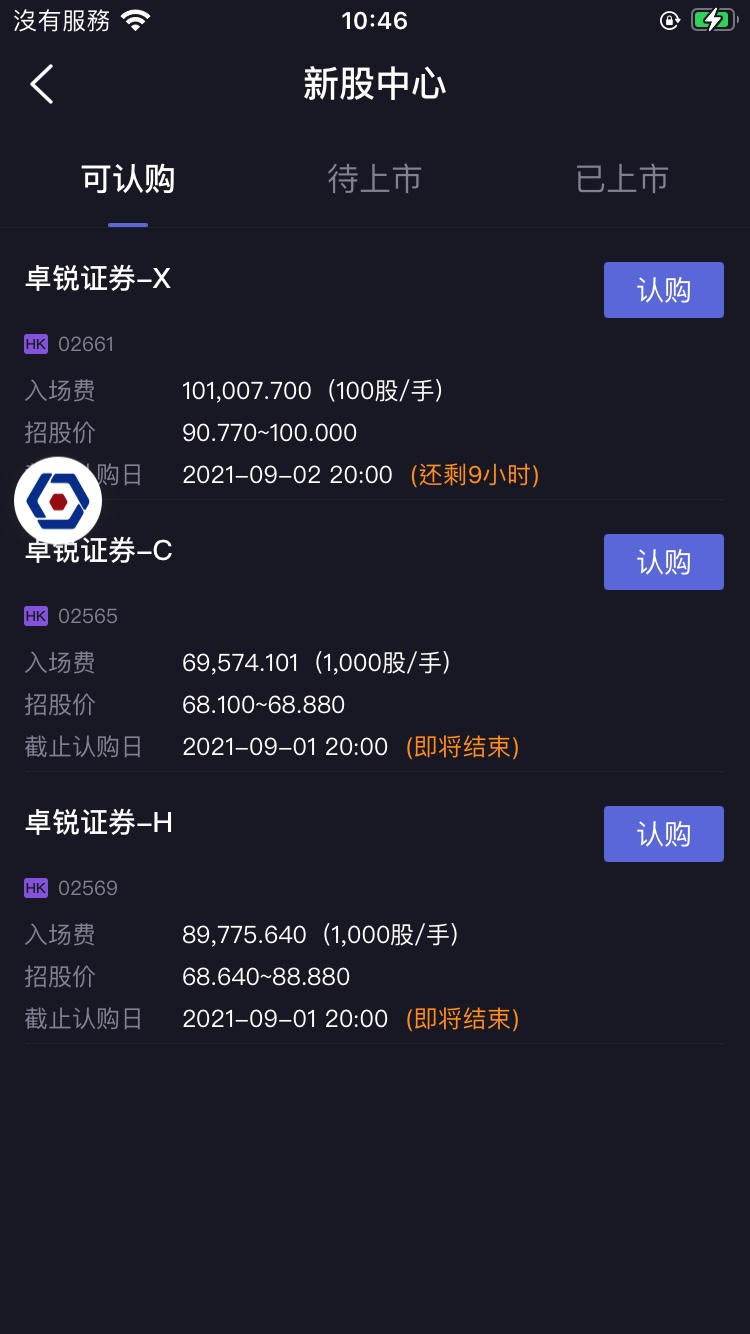 沒有服務 10:46
新股中心
可认购 待上市 已上市
卓锐证券-X 认购
HK 02661
入场费 101,007.700 (100股/手)
招股价 90.770~100.000
购日 2021-09-02 20:00 (还剩9小时)
卓锐证券-C 认购
HK 02565
入场费 69,574.101 (1,000股/手)
招股价 68.100~68.880
截止认购日 2021-09-01 20:00 (即将结束)
卓锐证券-H 认购
HK 02569
入场费 89,775.640 (1,000股/手)
招股价 68.640~88.880
截止认购日 2021-09-01 20:00 (即将结束)